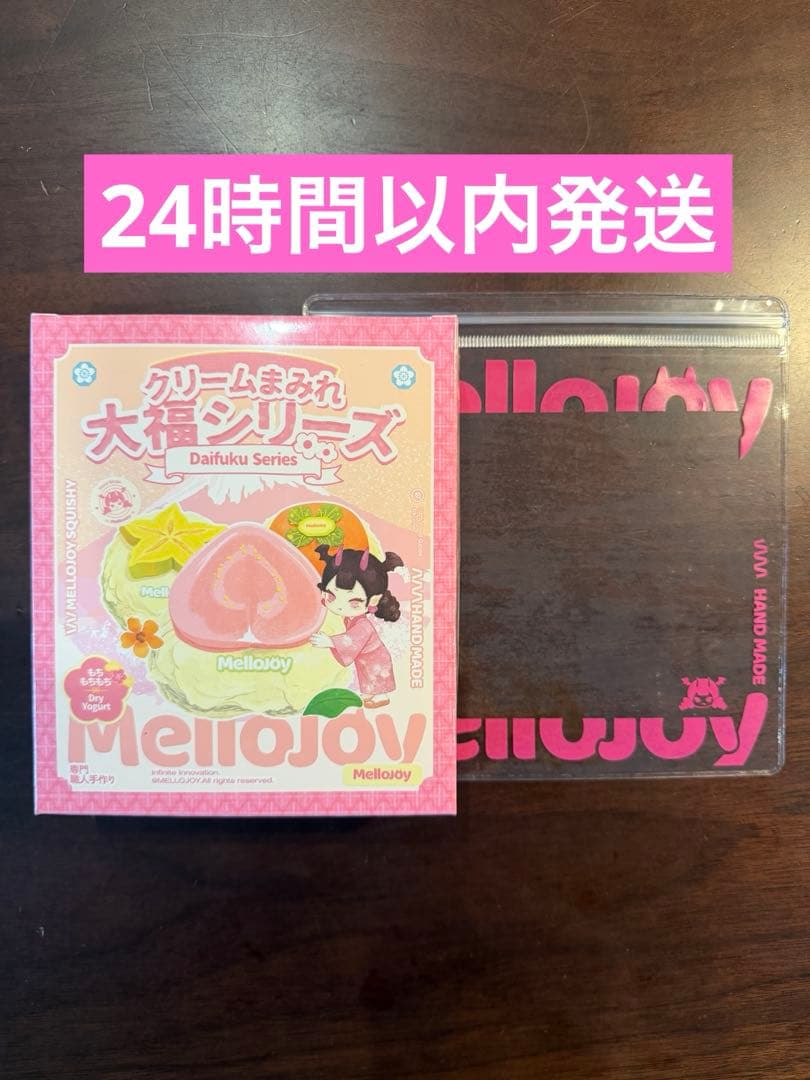 24時間以内発送
クリームまみれ
大福シリーズ
Daifuku Series
W MELLOJOY SQUISHY
HAND MADE
Mellojoy
MelloJoy
もち
もちもち
Dry
Yogurt
MelloJoy
専門
職人手作り
Infinite Innovation.
@MELLOJOY.All rights reserved.
MelloJoy
Mellojoy
HAND MADE
Mellojoy